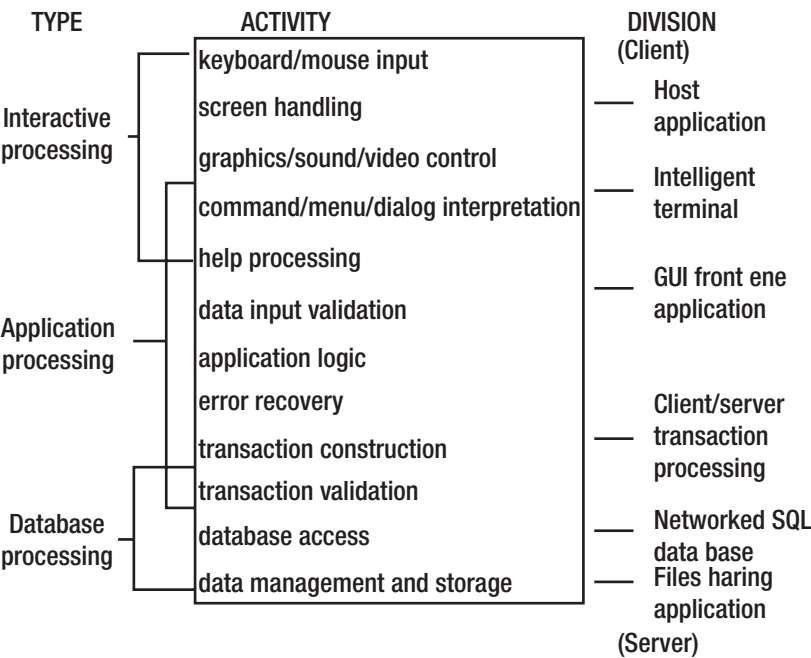 TYPE ACTIVITY DIVISION
(Client)
keyboard/mouse input
screen handling
graphics/sound/video control
command/menu/dialog interpretation
help processing
data input validation
application logic
error recovery
transaction construction
transaction validation
database access
data management and storage
Interactive
processing
Application
processing
Database
processing
Host
application
Intelligent
terminal
GUI front ene
application
Client/server
transaction
processing
Networked SQL
data base
Files haring
application
(Server)